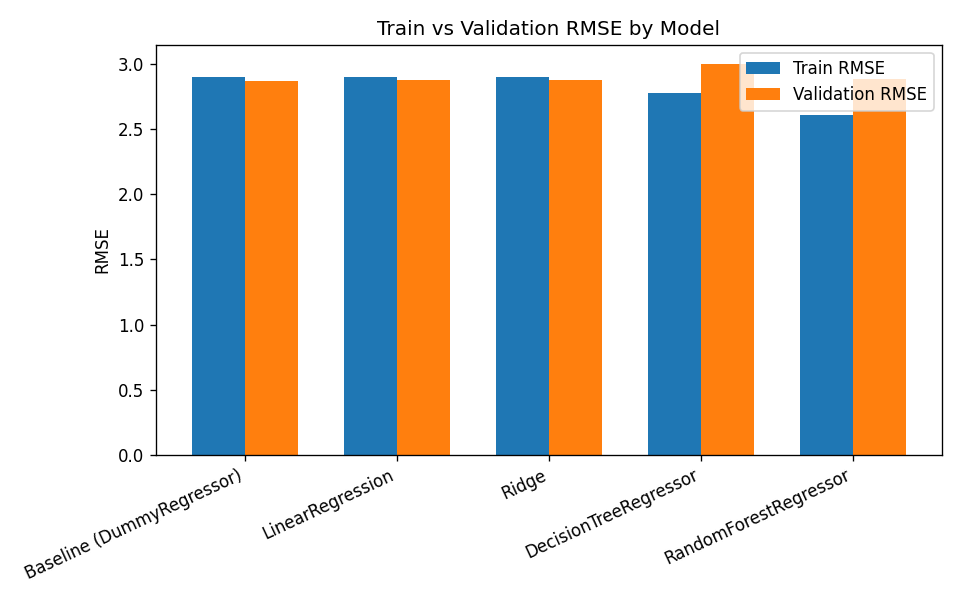 Train vs Validation RMSE by Model
Train RMSE
Validation RMSE
RMSE
3.0
2.5
2.0
1.5
1.0
0.5
0.0
Baseline (DummyRegressor)
LinearRegression
Ridge
DecisionTreeRegressor
RandomForestRegressor